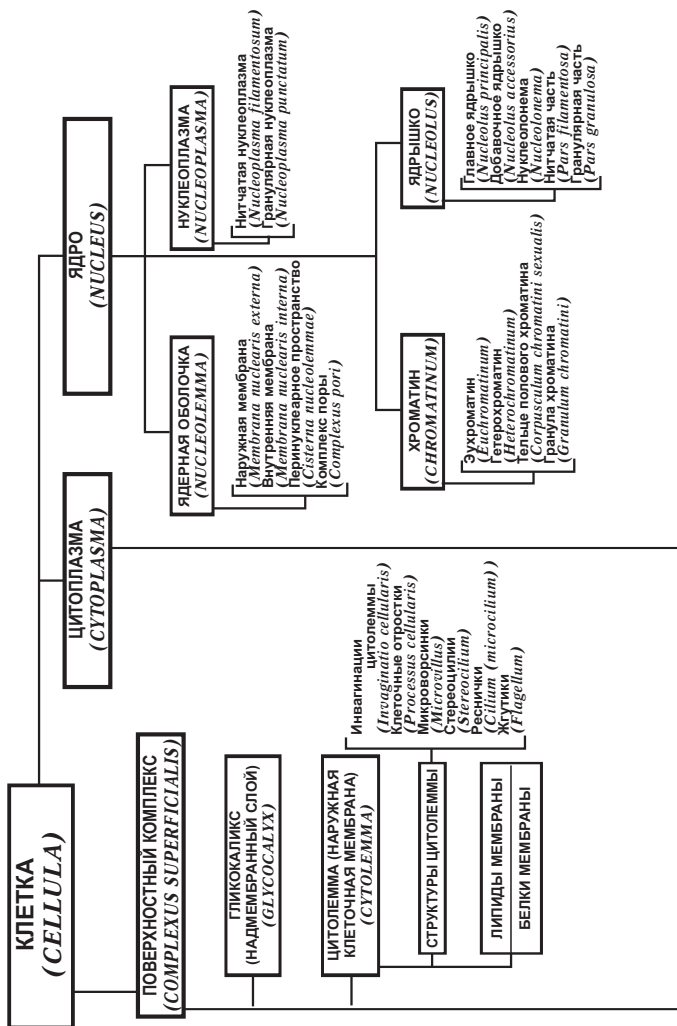 КЛЕТКА
(CELLULA)
ПОВЕРХНОСТНЫЙ КОМПЛЕКС
(COMPLEXUS SUPERFICIALIS)
ЦИТОПЛАЗМА
(CYTOPLASMA)
ЯДРО
(NUCLEUS)
ГЛИКОКАЛИКС
(НАДМЕМБРАННЫЙ СЛОЙ)
(GLYCOCALYX)
ЦИТОЛЕММА (НАРУЖНАЯ
КЛЕТОЧНАЯ МЕМБРАНА)
(CYTOLEMMA)
СТРУКТУРЫ ЦИТОЛЕММЫ
ЛИПИДЫ МЕМБРАНЫ
БЕЛКИ МЕМБРАНЫ
Инвагинации
цитолеммы
(Invaginatio cellularis)
Клеточные отростки
(Processus cellularis)
Микроворсинки
(Microvillus)
Стереоцилии
(Stereocilium)
Реснички
(Cilium (microcilium))
Жгутики
(Flagellum)
ЯДЕРНАЯ ОБОЛОЧКА
(NUCLEOLEMMA)
Наружная мембрана
(Membrana nuclearis externa)
Внутренняя мембрана
(Membrana nuclearis interna)
Перинуклеарное пространство
(Cisterna nucleolemmae)
Комплекс поры
(Complexus pori)
НУКЛЕОПЛАЗМА
(NUCLEOPLASMA)
Нитчатая нуклеоплазма
(Nucleoplasma filamentosum)
Гранулярная нуклеоплазма
(Nucleoplasma punctatum)
ХРОМАТИН
(CHROMATINUM)
Эухроматин
(Euchromatinum)
Гетерохроматин
(Heterochromatinum)
Тельце полового хроматина
(Corpusculum chromatini sexualis)
Гранула хроматина
(Granulum chromatini)
ЯДРЫШКО
(NUCLEOLUS)
Главное ядрышко
(Nucleolus principalis)
Добавочное ядрышко
(Nucleolus accessorius)
Нуклеолонема
(Nucleolonema)
Нитчатая часть
(Pars filamentosa)
Гранулярная часть
(Pars granulosa)